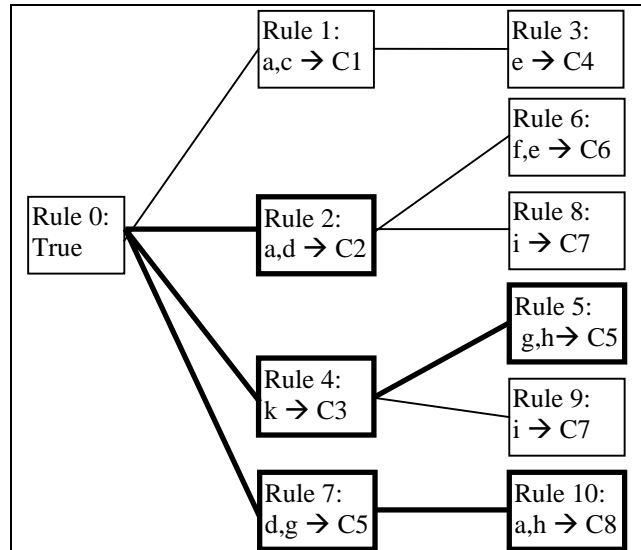 Rule 1:
a,c → C1
Rule 3:
e → C4
Rule 6:
f,e → C6
Rule 0:
True
Rule 2:
a,d → C2
Rule 8:
i → C7
Rule 5:
g,h→ C5
Rule 4:
k → C3
Rule 9:
i → C7
Rule 7:
d,g → C5
Rule 10:
a,h → C8